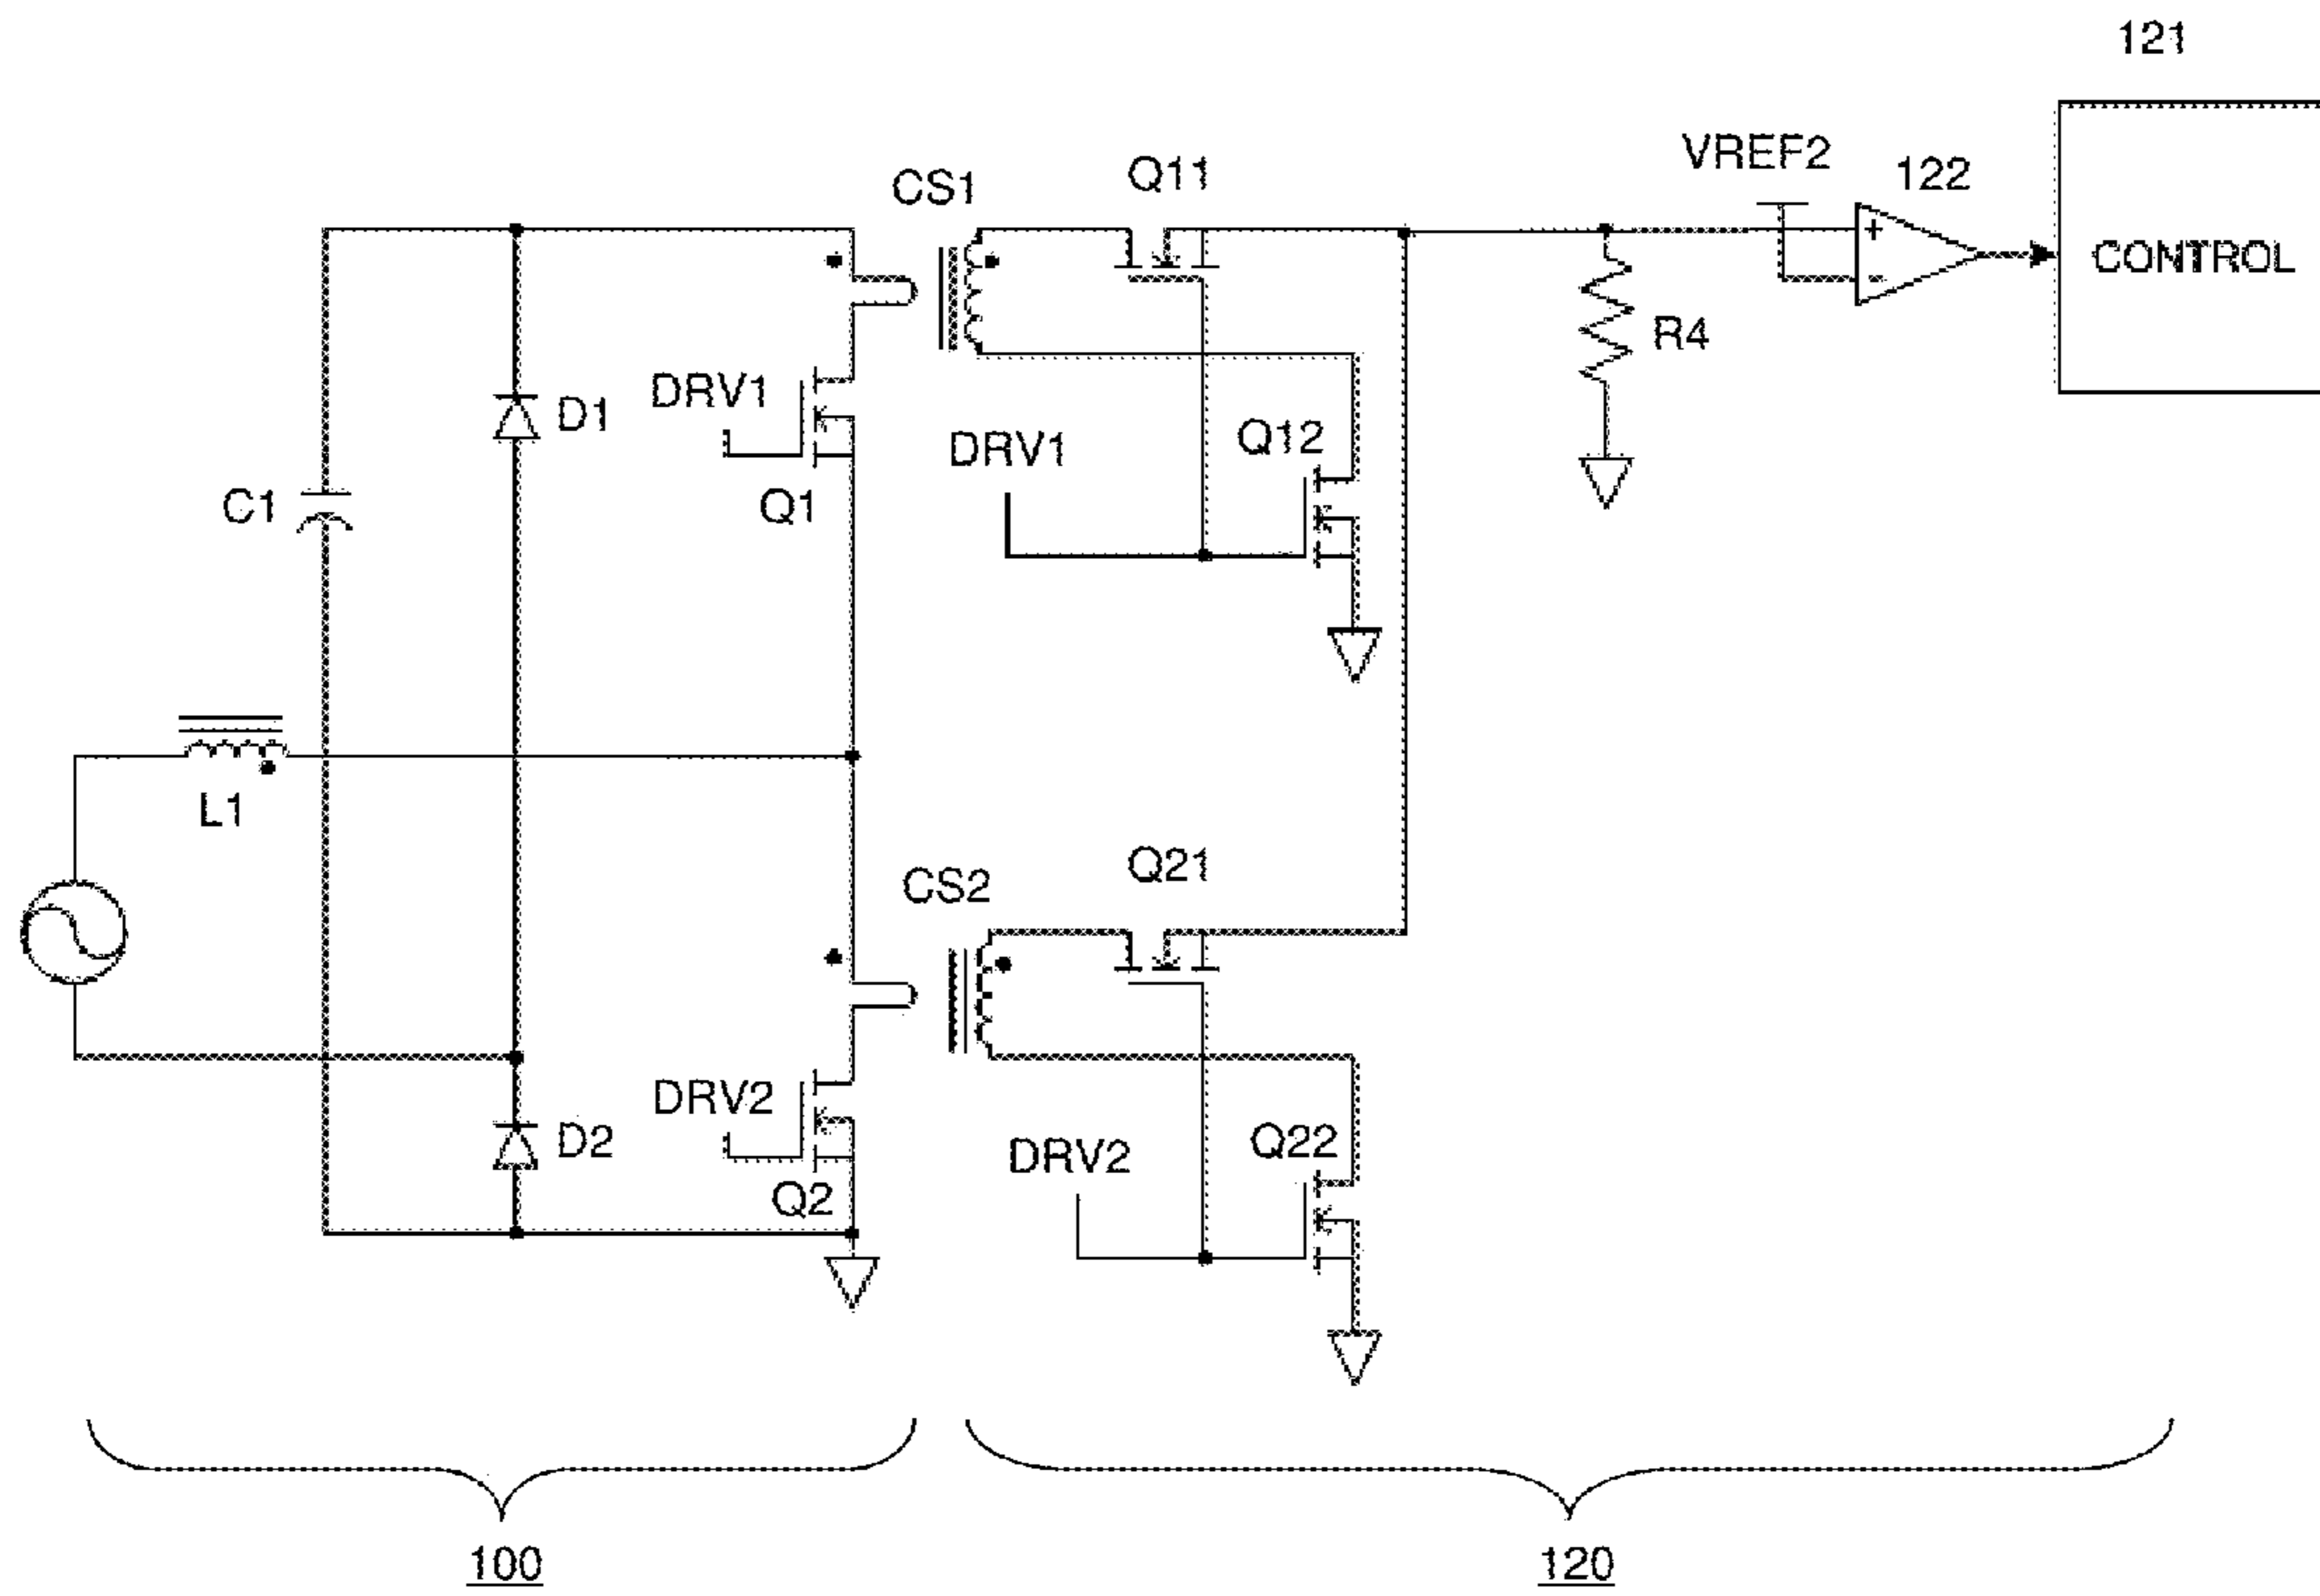 121
VREF2
122
CS1
Q11
+
-
CONTROL
R4
DRV1
D1
DRV1
Q12
C1
Q1
L1
Q21
CS2
DRV2
D2
DRV2
Q22
Q2
100
120